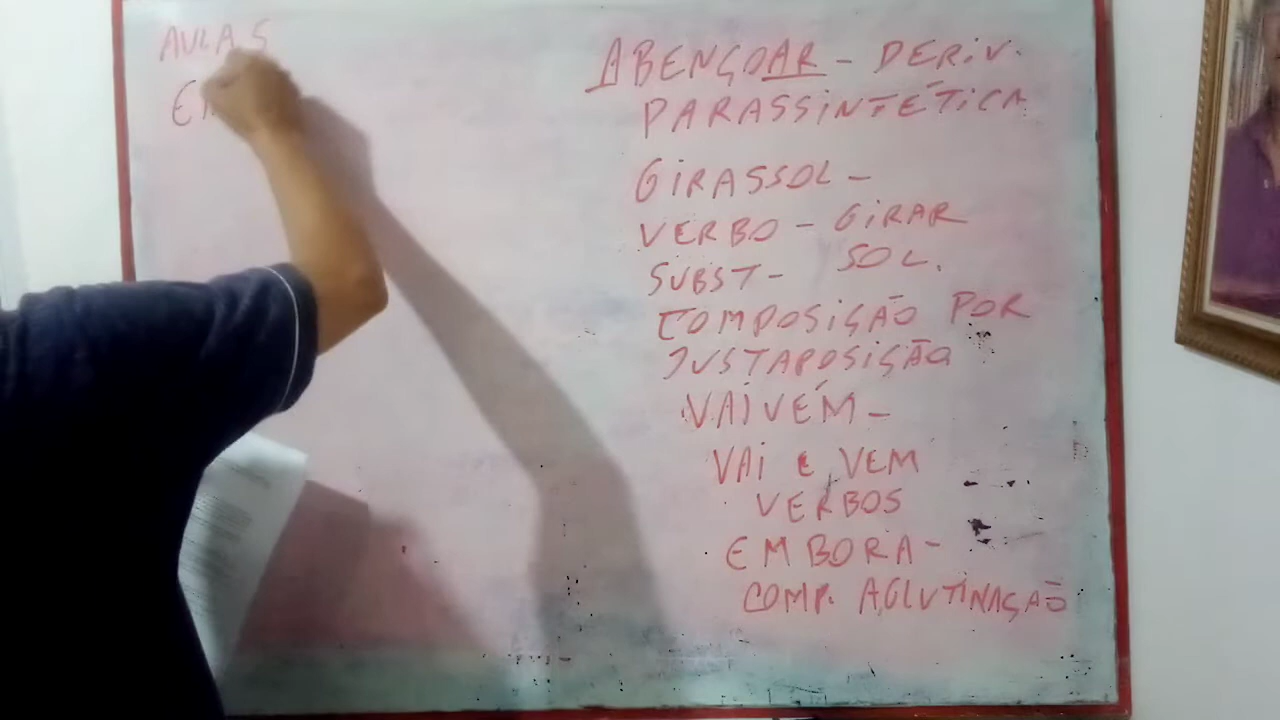 AULAS
ABENÇOAR - DERIV.
PARASSINTÉTICA
GIRASSOL -
VERBO - GIRAR
SUBST - SOL.
COMPOSIÇÃO POR
JUSTAPOSIÇÃO
VAIVÉM -
VAI E VEM
VERBOS
EMBORA -
COMP. AGLUTINAÇÃO